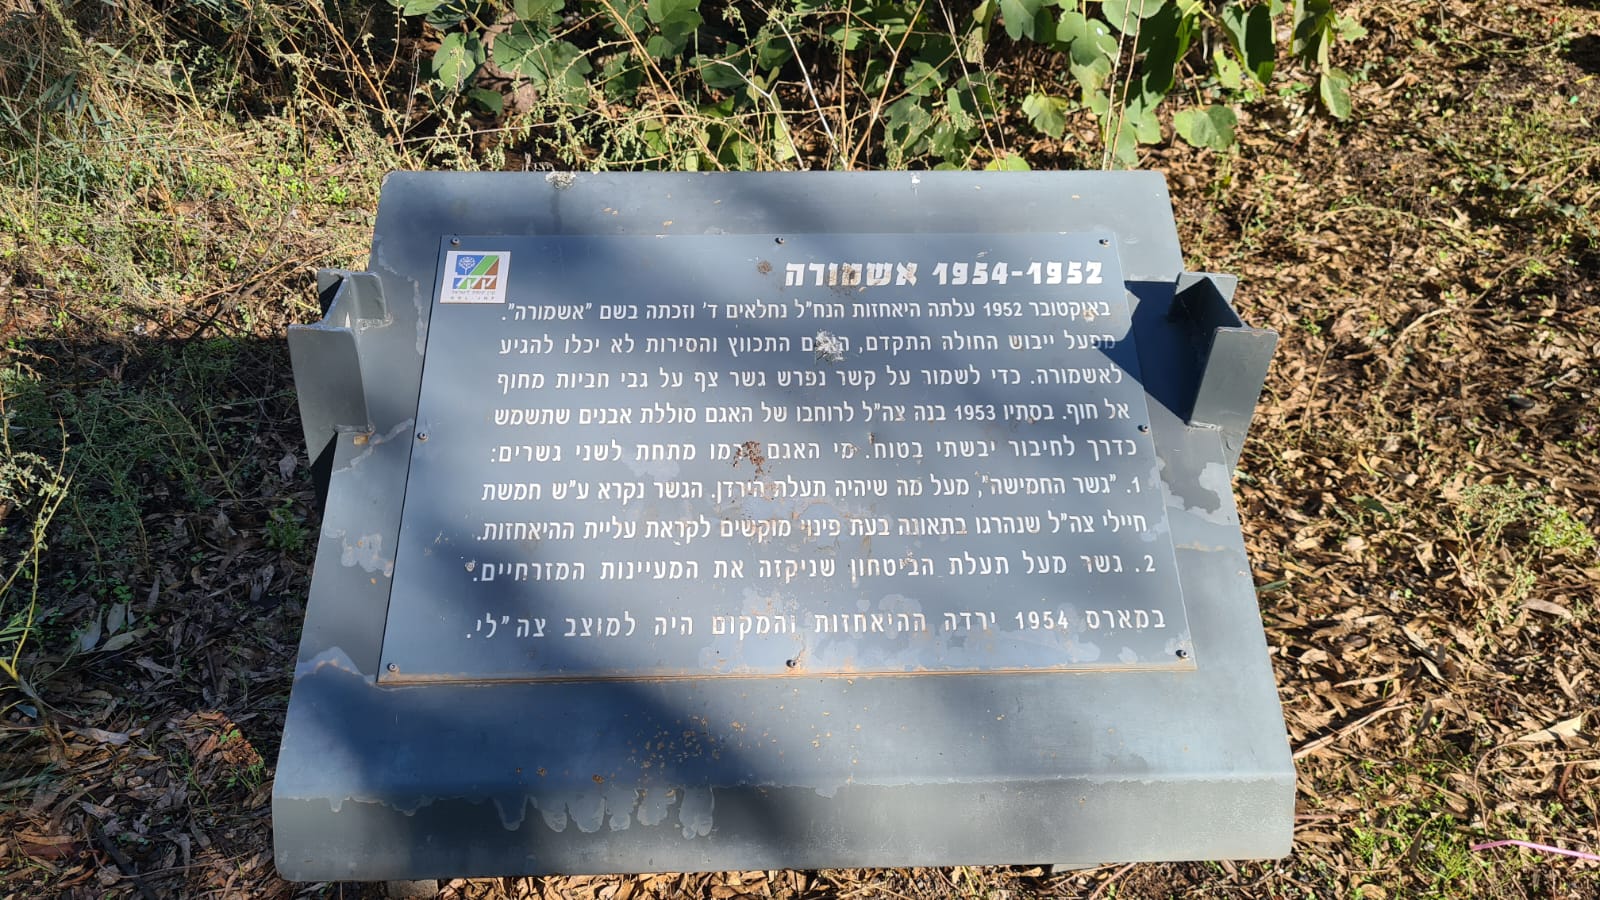 אשמורה 1954-1952
באוקטובר 1952 עלתה היאחזות הנח"ל נחלאים ד' וזכתה בשם "אשמורה".
מפעל ייבוש החולה התקדם, האגם התכווץ והסירות לא יכלו להגיע
לאשמורה. כדי לשמור על קשר נפרש גשר צף על גבי חביות מחוף
אל חוף. בסתיו 1953 בנה צה"ל לרוחבו של האגם סוללת אבנים שתשמש
כדרך לחיבור יבשתי בטוח. מי האגם זרמו מתחת לשני גשרים:
1. "גשר החמישה", מעל מה שיהיה תעלת הירדן. הגשר נקרא ע"ש חמשת
חיילי צה"ל שנהרגו בתאונה בעת פינוי מוקשים לקראת עליית ההיאחזות.
2. גשר מעל תעלת הביטחון שניקזה את המעיינות המזרחיים.
במארס 1954 ירדה ההיאחזות והמקום היה למוצב צה"לי.
קרן קימת לישראל
KKL-JNF